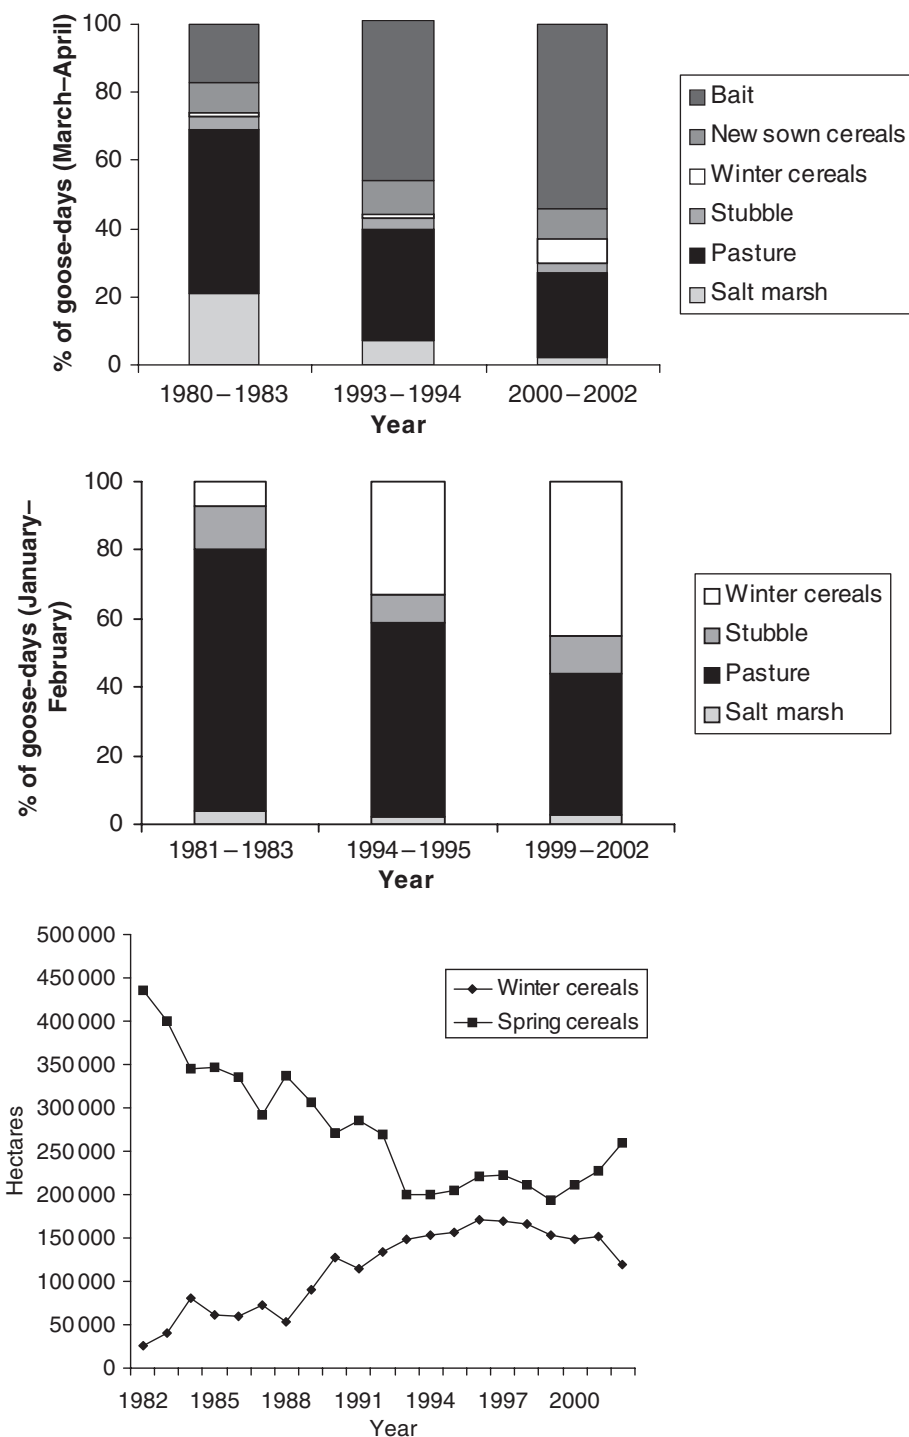 % of goose-days (March–April)
100
80
60
40
20
0
1980–1983
1993–1994
2000–2002
Year
Bait
New sown cereals
Winter cereals
Stubble
Pasture
Salt marsh
% of goose-days (January–
February)
100
80
60
40
20
0
1981–1983
1994–1995
1999–2002
Year
Winter cereals
Stubble
Pasture
Salt marsh
Hectares
500 000
450 000
400 000
350 000
300 000
250 000
200 000
150 000
100 000
50 000
0
1982
1985
1988
1991
1994
1997
2000
Year
Winter cereals
Spring cereals